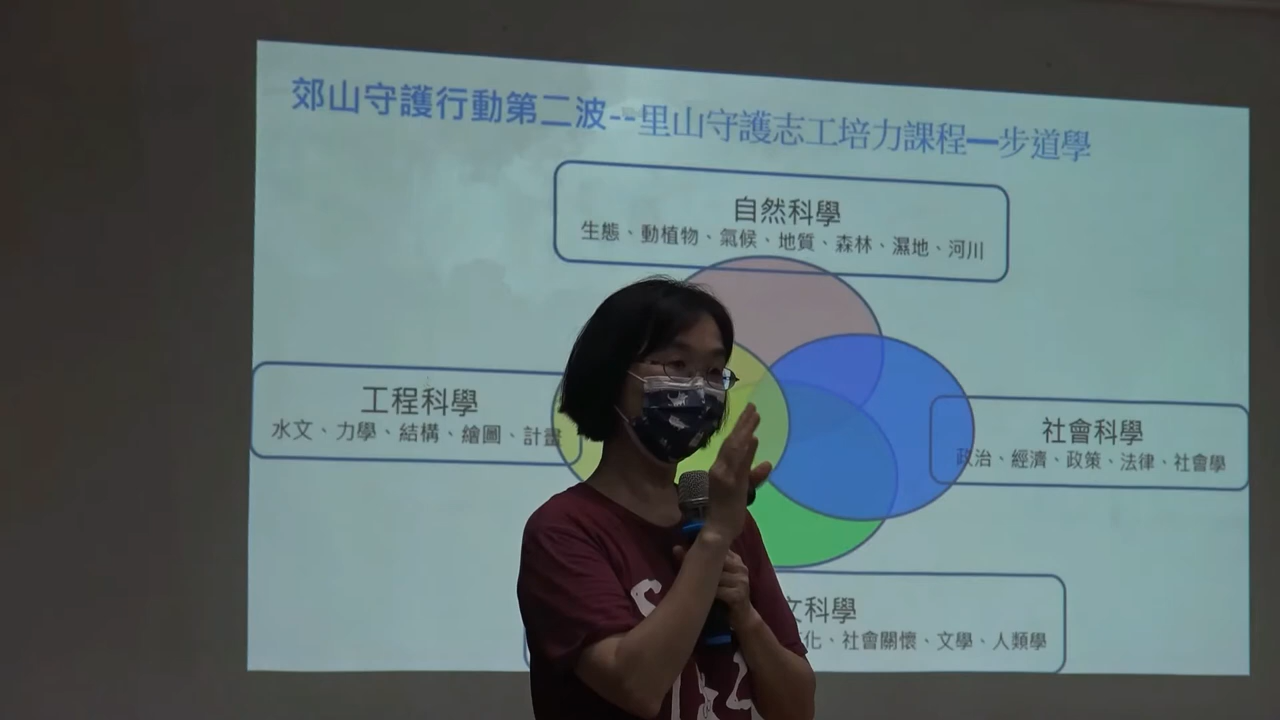 郊山守護行動第二波--里山守護志工培力課程—步道學
自然科學
生態、動植物、氣候、地質、森林、濕地、河川
工程科學
水文、力學、結構、繪圖、計畫
社會科學
政治、經濟、政策、法律、社會學
文科學
化、社會關懷、文學、人類學